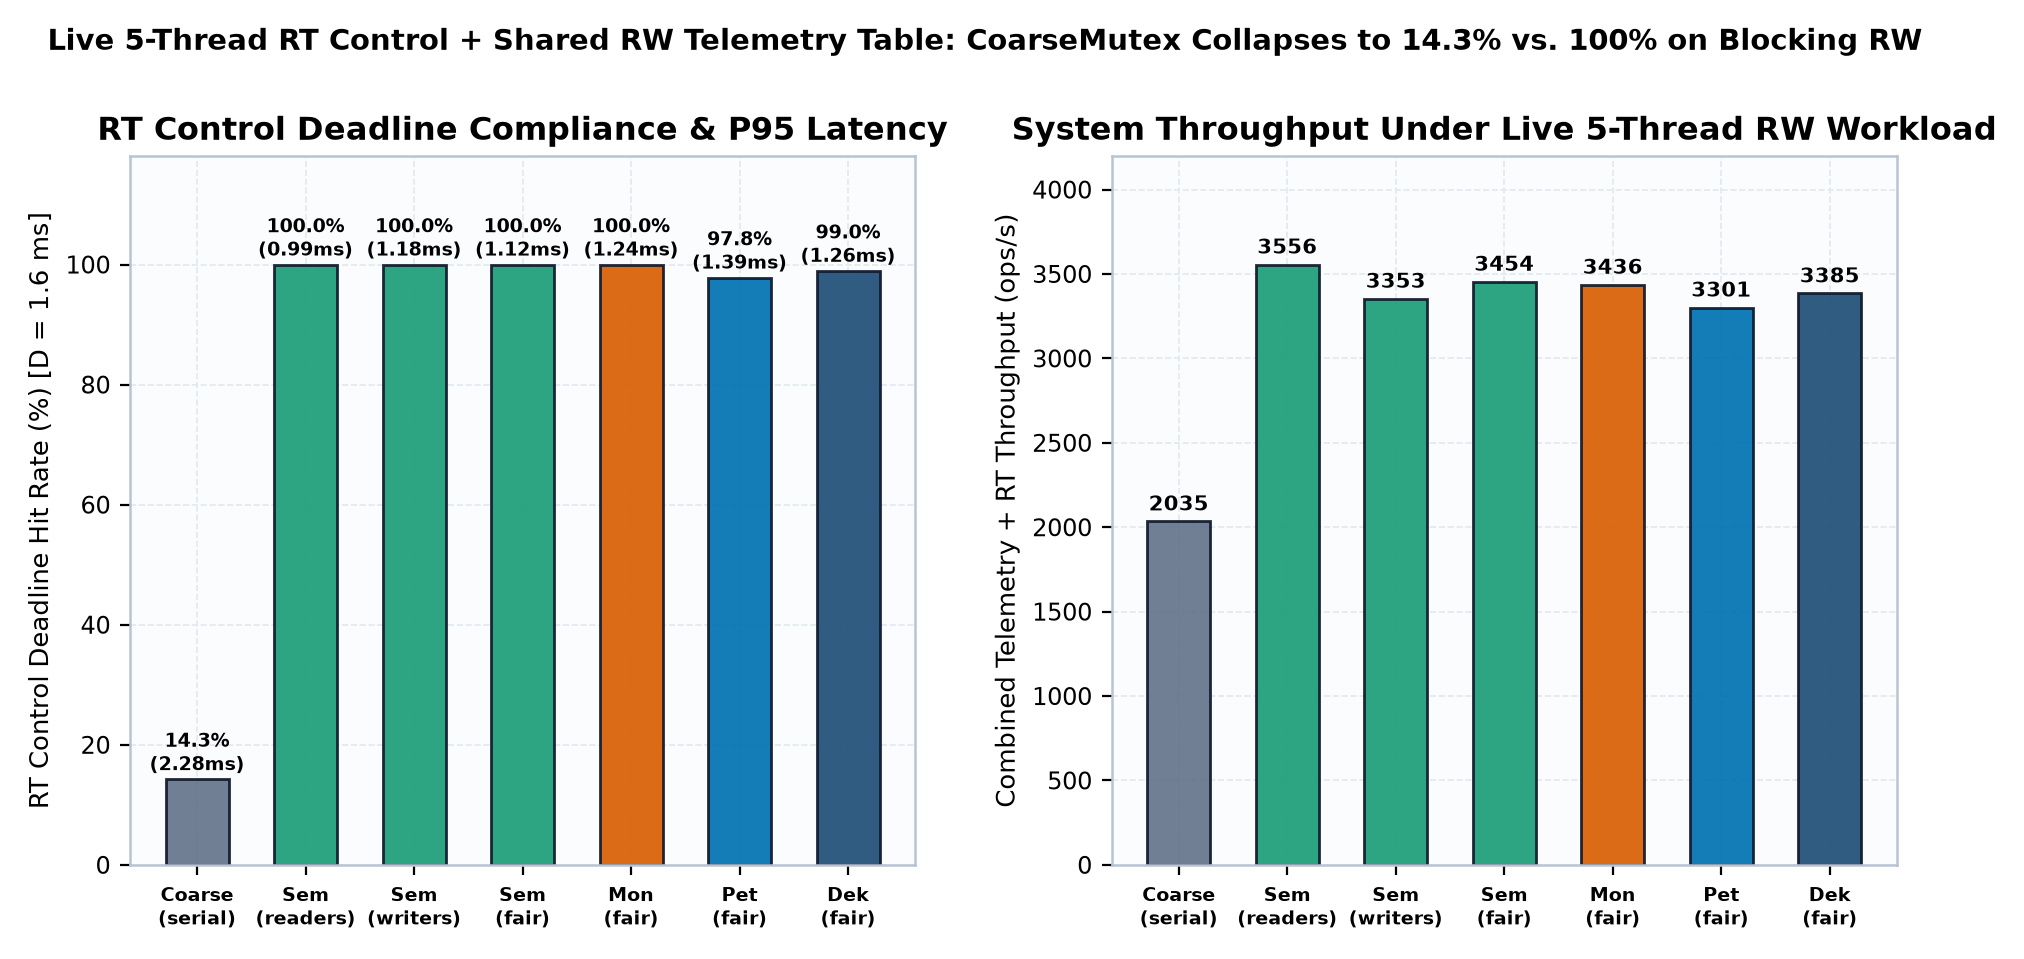 Live 5-Thread RT Control + Shared RW Telemetry Table: CoarseMutex Collapses to 14.3% vs. 100% on Blocking RW
RT Control Deadline Compliance & P95 Latency
RT Control Deadline Hit Rate (%) [D = 1.6 ms]
100
80
60
40
20
0
14.3%
(2.28ms)
100.0%
(0.99ms)
100.0%
(1.18ms)
100.0%
(1.12ms)
100.0%
(1.24ms)
97.8%
(1.39ms)
99.0%
(1.26ms)
Coarse
(serial)
Sem
(readers)
Sem
(writers)
Sem
(fair)
Mon
(fair)
Pet
(fair)
Dek
(fair)
System Throughput Under Live 5-Thread RW Workload
Combined Telemetry + RT Throughput (ops/s)
4000
3500
3000
2500
2000
1500
1000
500
0
2035
3556
3353
3454
3436
3301
3385
Coarse
(serial)
Sem
(readers)
Sem
(writers)
Sem
(fair)
Mon
(fair)
Pet
(fair)
Dek
(fair)